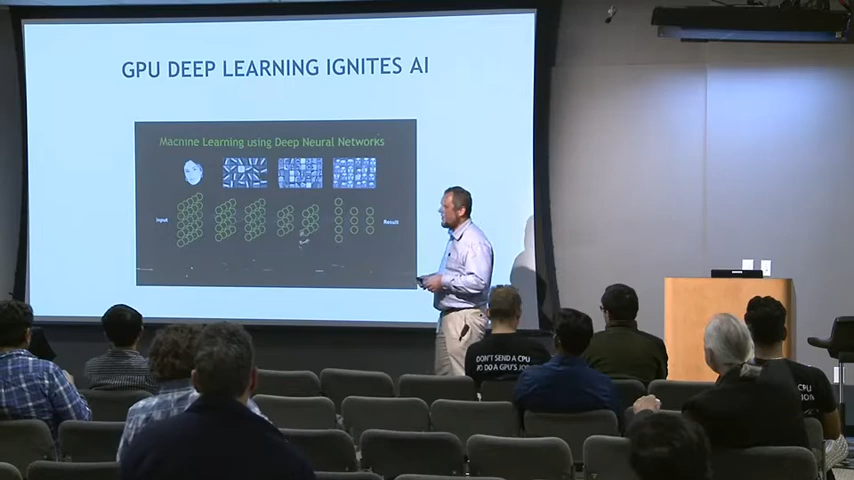 GPU DEEP LEARNING IGNITES AI
Machine Learning using Deep Neural Networks
Input
Result
DON'T SEND A CPU
TO DO A GPU'S JOB
DON'